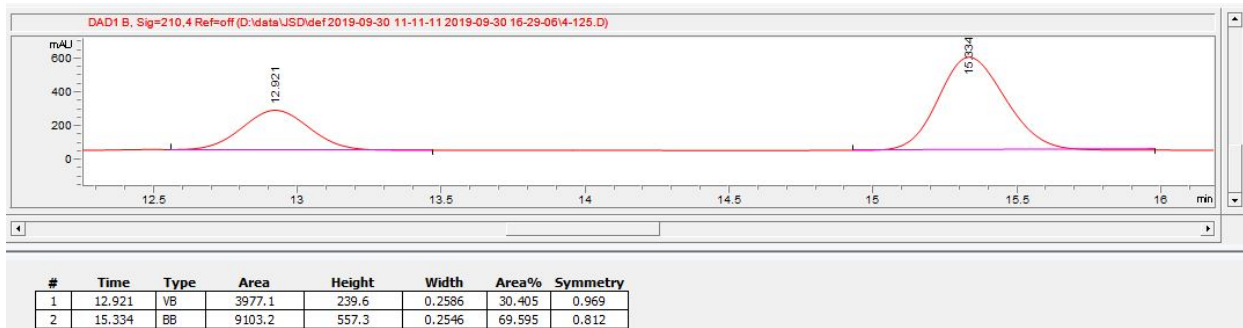 DAD1 B, Sig=210,4 Ref=off (D:\data\JSD\def 2019-09-30 11-11-11 2019-09-30 16-29-06\4-125.D)
mAU
600
400
200
0
12.921
15.334
12.5 13 13.5 14 14.5 15 15.5 16 min
# Time Type Area Height Width Area% Symmetry
1 12.921 VB 3977.1 239.6 0.2586 30.405 0.969
2 15.334 BB 9103.2 557.3 0.2546 69.595 0.812